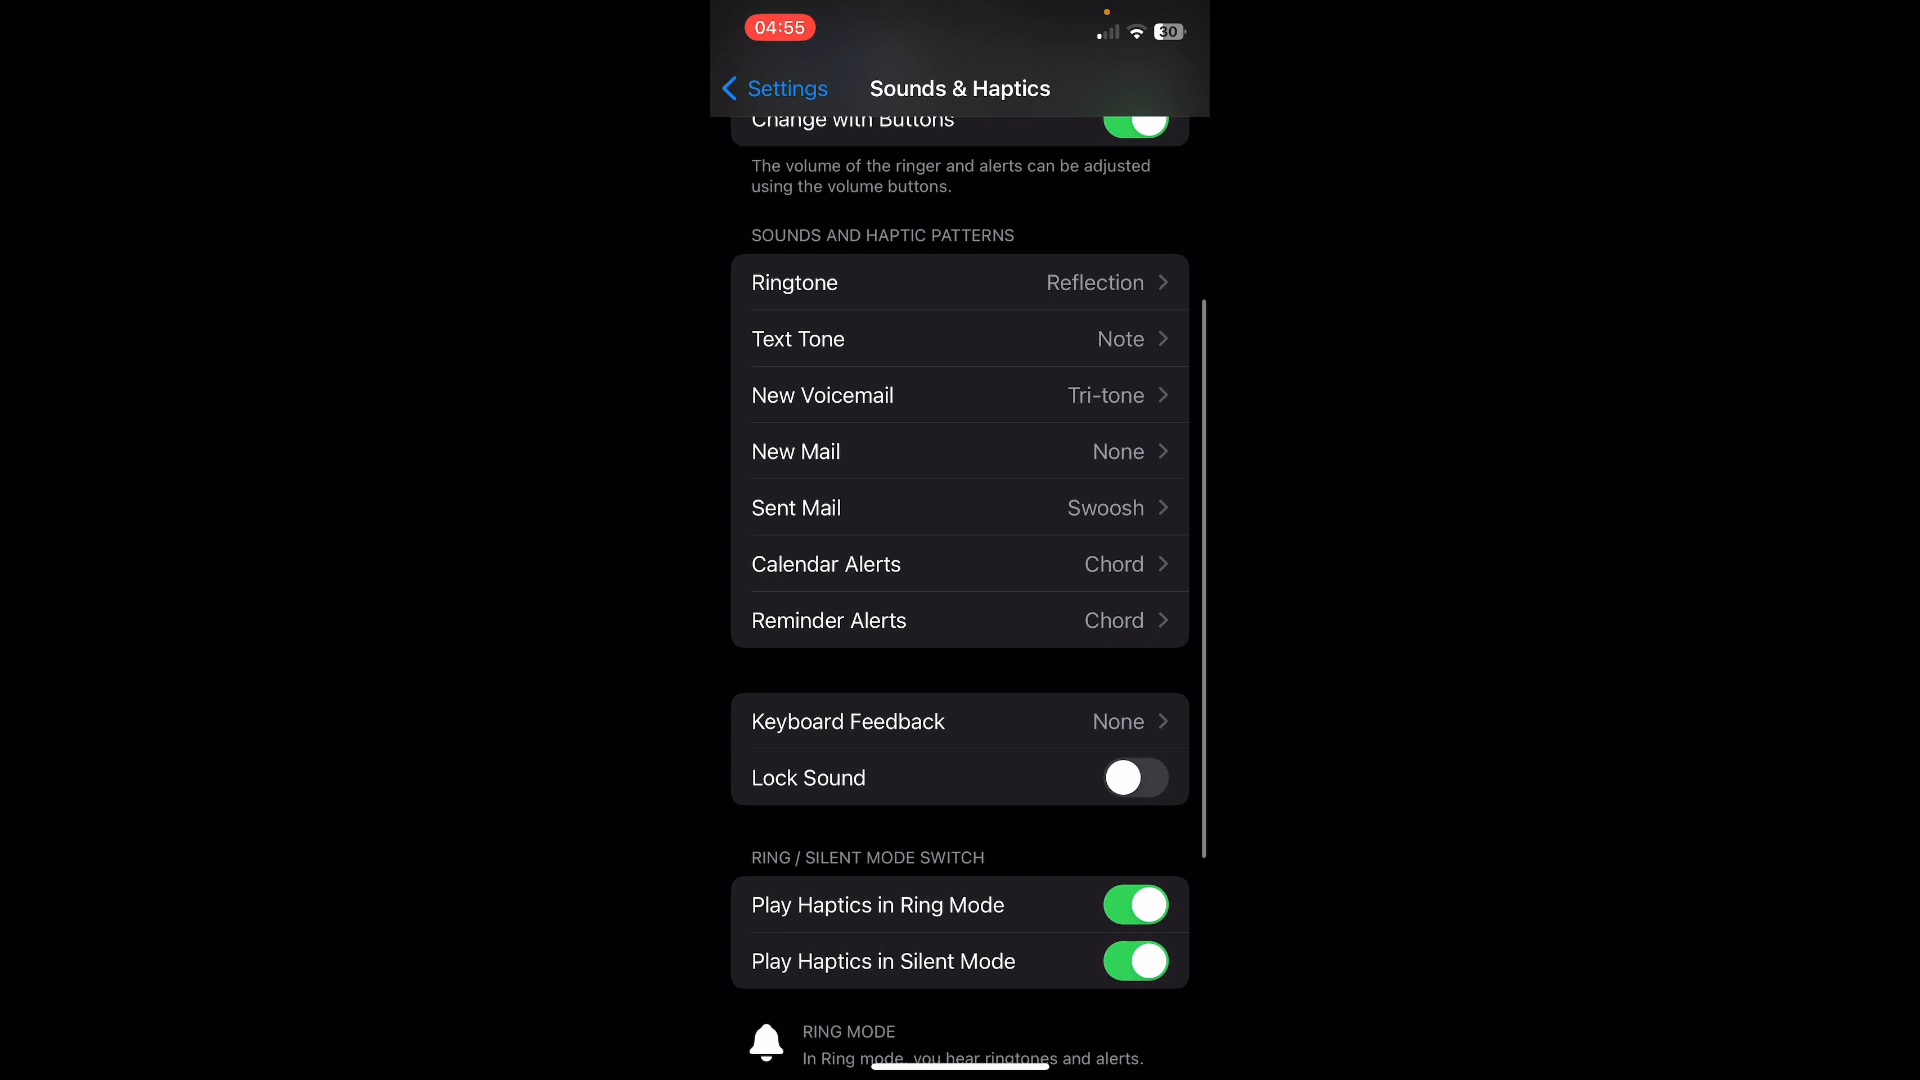 04:55
30
Settings
Sounds & Haptics
Change with Buttons
The volume of the ringer and alerts can be adjusted
using the volume buttons.
SOUNDS AND HAPTIC PATTERNS
Ringtone Reflection
Text Tone Note
New Voicemail Tri-tone
New Mail None
Sent Mail Swoosh
Calendar Alerts Chord
Reminder Alerts Chord
Keyboard Feedback None
Lock Sound
RING / SILENT MODE SWITCH
Play Haptics in Ring Mode
Play Haptics in Silent Mode
RING MODE
In Ring mode, you hear ringtones and alerts.